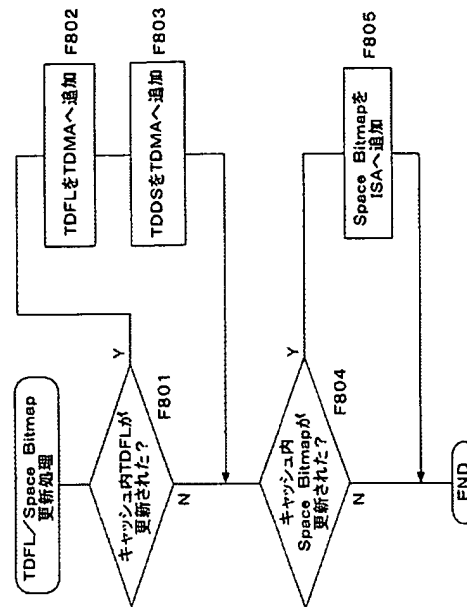 TDFL/Space Bitmap
更新処理
キャッシュ内TDFLが
更新された?
F801
Y
N
TDFLをTDMAへ追加
F802
TDDSをTDMAへ追加
F803
キャッシュ内
Space Bitmapが
更新された?
F804
Y
N
Space Bitmapを
ISAへ追加
F805
END